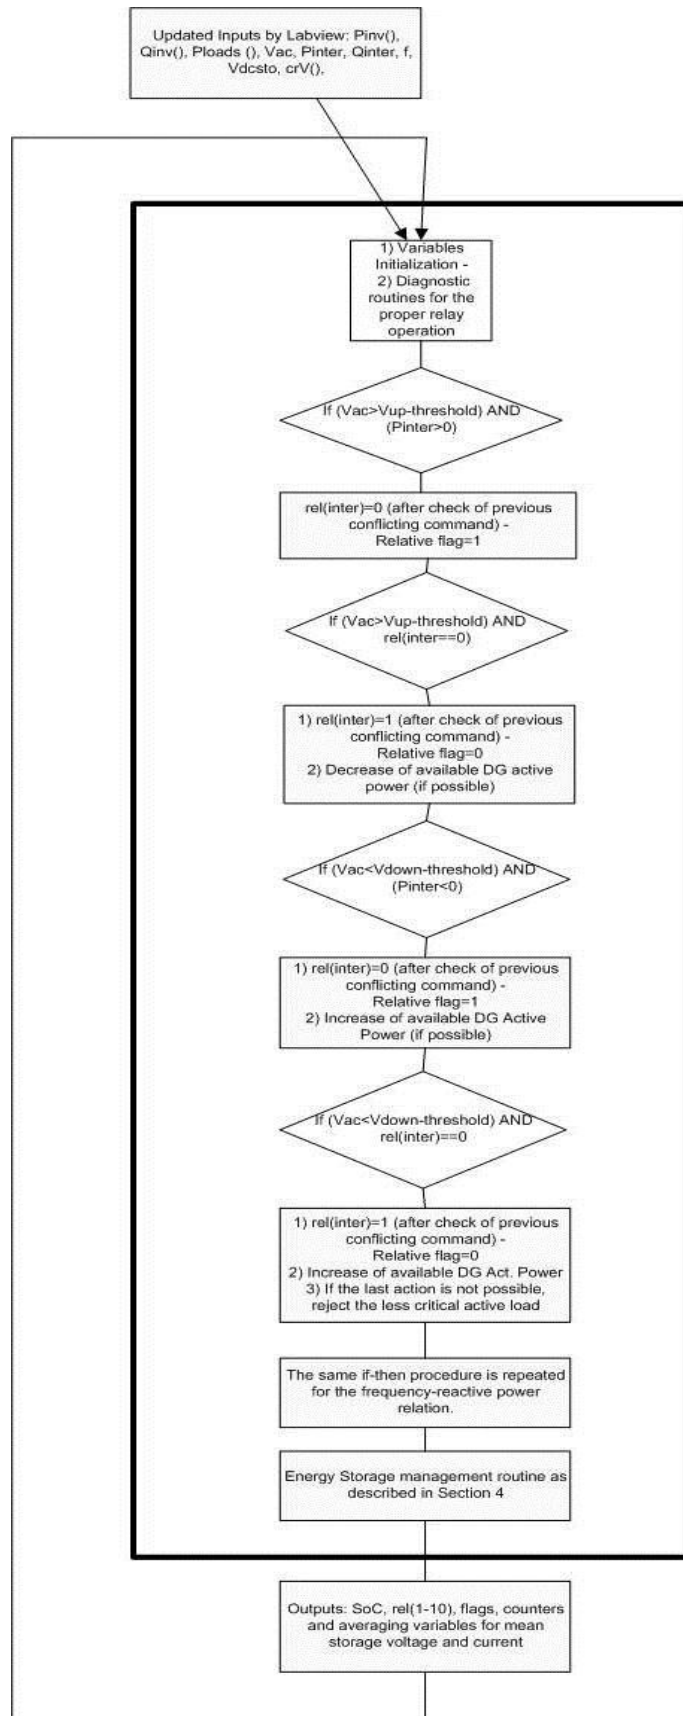 Updated Inputs by Labview: Pinv(),
Qinv(), Ploads (), Vac, Pinter, Qinter, f,
Vdcsto, crV(),
1) Variables
Initialization -
2) Diagnostic
routines for the
proper relay
operation
If (Vac>Vup-threshold) AND
(Pinter>0)
rel(inter)=0 (after check of previous
conflicting command) -
Relative flag=1
If (Vac>Vup-threshold) AND
rel(inter==0)
1) rel(inter)=1 (after check of previous
conflicting command) -
Relative flag=0
2) Decrease of available DG active
power (if possible)
If (Vac<Vdown-threshold) AND
(Pinter<0)
1) rel(inter)=0 (after check of previous
conflicting command) -
Relative flag=1
2) Increase of available DG Active
Power (if possible)
If (Vac<Vdown-threshold) AND
rel(inter)==0
1) rel(inter)=1 (after check of previous
conflicting command) -
Relative flag=0
2) Increase of available DG Act. Power
3) If the last action is not possible,
reject the less critical active load
The same if-then procedure is repeated
for the frequency-reactive power
relation.
Energy Storage management routine as
described in Section 4
Outputs: SoC, rel(1-10), flags, counters
and averaging variables for mean
storage voltage and current